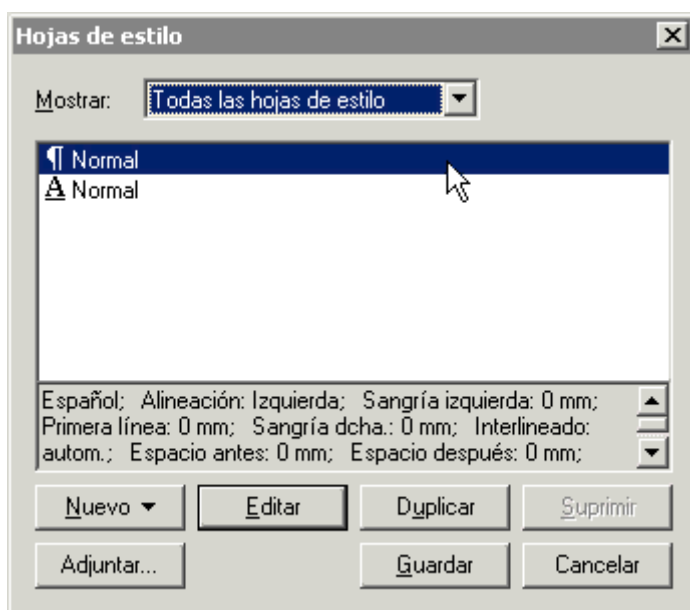 Hojas de estilo
Mostrar: Todas las hojas de estilo
¶ Normal
A Normal
Español; Alineación: Izquierda; Sangría izquierda: 0 mm;
Primera línea: 0 mm; Sangría dcha.: 0 mm; Interlineado:
autom.; Espacio antes: 0 mm; Espacio después: 0 mm;
Nuevo Editar Duplicar Suprimir
Adjuntar... Guardar Cancelar